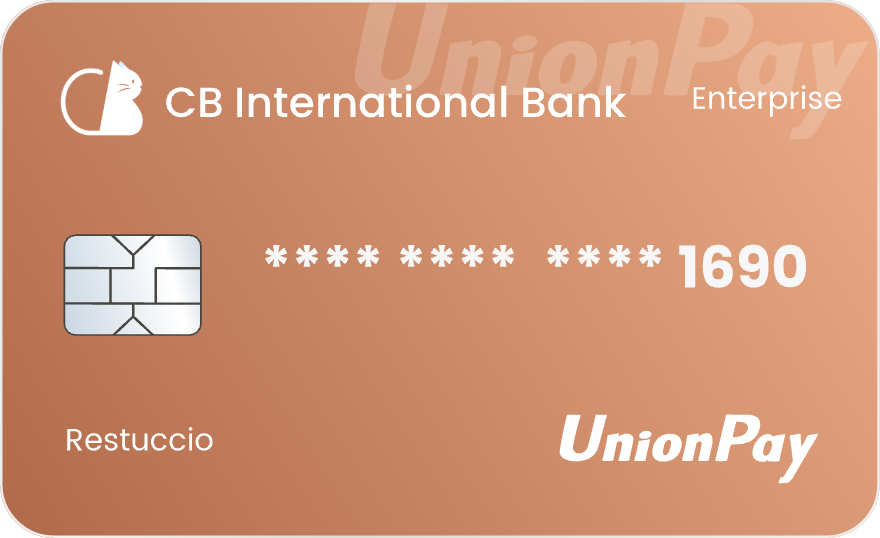 UnionPay
CB International Bank
Enterprise
**** **** **** 1690
Restuccio
UnionPay